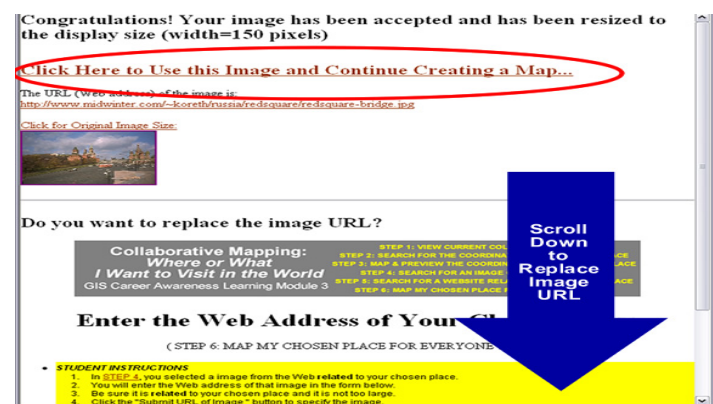 Congratulations! Your image has been accepted and has been resized to
the display size (width=150 pixels)
Click Here to Use this Image and Continue Creating a Map...
The URL (Web address) of the image is:
http://www.midwinter.com/~koreth/russia/redsquare/redsquare-bridge.jpg
Click for Original Image Size:
Do you want to replace the image URL?
Collaborative Mapping:
Where or What
I Want to Visit in the World
GIS Career Awareness Learning Module 3
STEP 1: VIEW CURRENT
STEP 2: SEARCH FOR THE
STEP 3: MAP & PREVIEW THE
STEP 4: SEARCH FOR AN IMAGE
STEP 5: SEARCH FOR A WEBSITE
STEP 6: MAP MY CHOSEN PLACE
Scroll
Down
to
Replace
Image
URL
Enter the Web Address of Your
(STEP 6: MAP MY CHOSEN PLACE FOR EVERYONE
• STUDENT INSTRUCTIONS
1. In STEP 4, you selected a image from the Web related to your chosen place.
2. You will enter the Web address of that image in the form below.
3. Be sure it is related to your chosen place and it is not too large.
4. Click the "Submit URL of Image" button to specify the image.